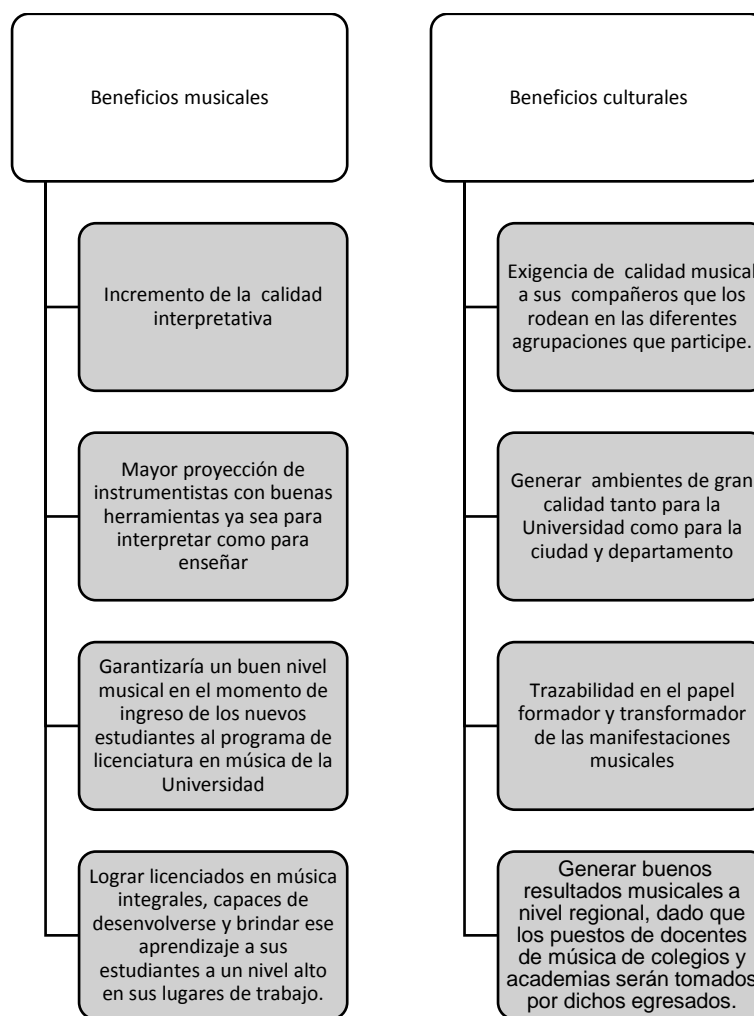 Beneficios musicales
Incremento de la calidad
interpretativa
Mayor proyección de
instrumentistas con buenas
herramientas ya sea para
interpretar como para
enseñar
Garantizaría un buen nivel
musical en el momento de
ingreso de los nuevos
estudiantes al programa de
licenciatura en música de la
Universidad
Lograr licenciados en música
integrales, capaces de
desenvolverse y brindar ese
aprendizaje a sus
estudiantes a un nivel alto
en sus lugares de trabajo.
Beneficios culturales
Exigencia de calidad musical
a sus compañeros que los
rodean en las diferentes
agrupaciones que participe.
Generar ambientes de gran
calidad tanto para la
Universidad como para la
ciudad y departamento
Trazabilidad en el papel
formador y transformador
de las manifestaciones
musicales
Generar buenos
resultados musicales a
nivel regional, dado que
los puestos de docentes
de música de colegios y
academias serán tomados
por dichos egresados.